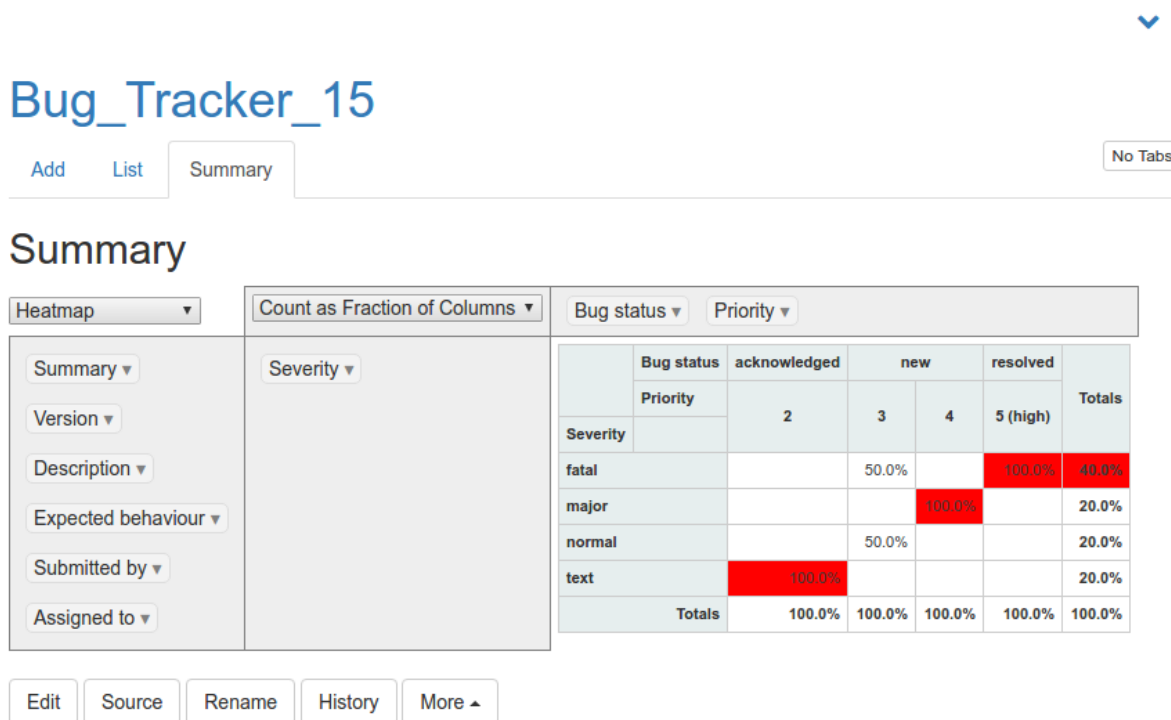 Bug_Tracker_15
Add List Summary
No Tabs
Summary
Heatmap ▼ Count as Fraction of Columns ▼ Bug status ▾ Priority ▾
Summary ▾
Version ▾
Description ▾
Expected behaviour ▾
Submitted by ▾
Assigned to ▾
Severity ▾
Bug status acknowledged new resolved Totals
Priority 2 3 4 5 (high)
Severity
fatal 50.0% 100.0% 40.0%
major 100.0% 20.0%
normal 50.0% 20.0%
text 100.0% 20.0%
Totals 100.0% 100.0% 100.0% 100.0% 100.0%
Edit Source Rename History More